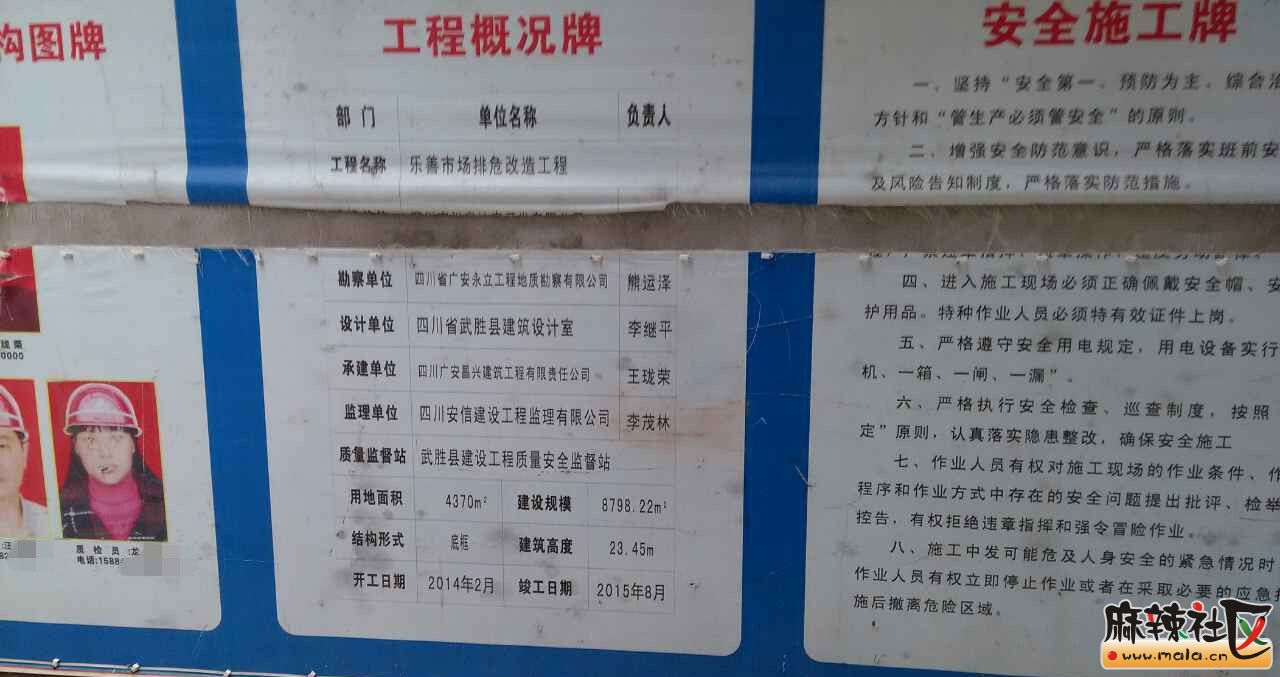 构图牌
质检员:龙
电话:1588
工程概况牌
部门 单位名称 负责人
工程名称 乐善市场排危改造工程
勘察单位 四川省广安永立工程地质勘察有限公司 熊运泽
设计单位 四川省武胜县建筑设计室 李继平
承建单位 四川广安昌兴建筑工程有限责任公司 王珑荣
监理单位 四川安信建设工程监理有限公司 李茂林
质量监督站 武胜县建设工程质量安全监督站
用地面积 4370m² 建设规模 8798.22m²
结构形式 底框 建筑高度 23.45m
开工日期 2014年2月 竣工日期 2015年8月
安全施工牌
一、坚持“安全第一、预防为主、综合治
方针和“管生产必须管安全”的原则。
二、增强安全防范意识，严格落实班前安
及风险告知制度，严格落实防范措施。
四、进入施工现场必须正确佩戴安全帽、安
护用品。特种作业人员必须持有效证件上岗。
五、严格遵守安全用电规定，用电设备实行
机、一箱、一闸、一漏”。
六、严格执行安全检查、巡查制度，按照
定”原则，认真落实隐患整改，确保安全施工
七、作业人员有权对施工现场的作业条件、作
程序和作业方式中存在的安全问题提出批评、检举
控告，有权拒绝违章指挥和强令冒险作业。
八、施工中发可能危及人身安全的紧急情况时
作业人员有权立即停止作业或者在采取必要的应急措
施后撤离危险区域。
麻辣社区
www.mala.cn